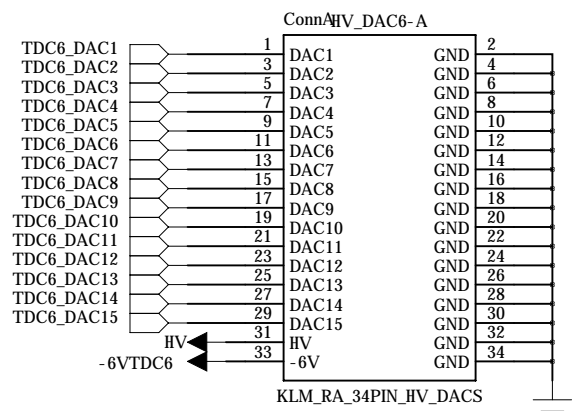 ConnA HV_DAC6-A
TDC6_DAC1 1 DAC1 GND 2
TDC6_DAC2 3 DAC2 GND 4
TDC6_DAC3 5 DAC3 GND 6
TDC6_DAC4 7 DAC4 GND 8
TDC6_DAC5 9 DAC5 GND 10
TDC6_DAC6 11 DAC6 GND 12
TDC6_DAC7 13 DAC7 GND 14
TDC6_DAC8 15 DAC8 GND 16
TDC6_DAC9 17 DAC9 GND 18
TDC6_DAC10 19 DAC10 GND 20
TDC6_DAC11 21 DAC11 GND 22
TDC6_DAC12 23 DAC12 GND 24
TDC6_DAC13 25 DAC13 GND 26
TDC6_DAC14 27 DAC14 GND 28
TDC6_DAC15 29 DAC15 GND 30
HV 31 HV GND 32
-6VTDC6 33 -6V GND 34
KLM_RA_34PIN_HV_DACS